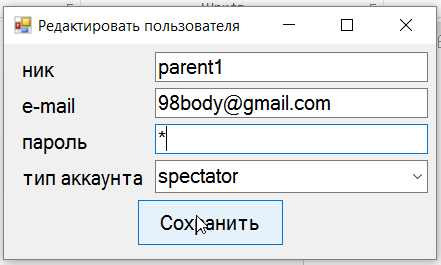 Редактировать пользователя
ник parent1
e-mail 98body@gmail.com
пароль *
тип аккаунта spectator
Сохранить